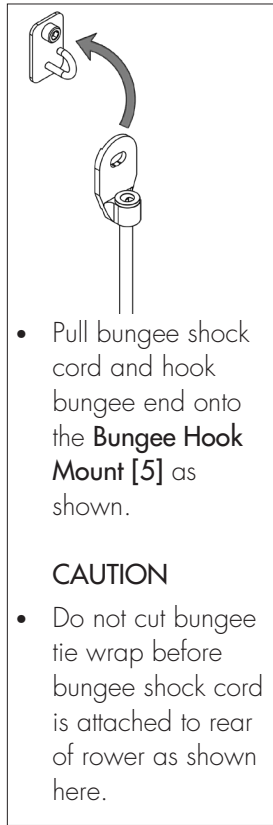 • Pull bungee shock
cord and hook
bungee end onto
the Bungee Hook
Mount [5] as
shown.
CAUTION
• Do not cut bungee
tie wrap before
bungee shock cord
is attached to rear
of rower as shown
here.